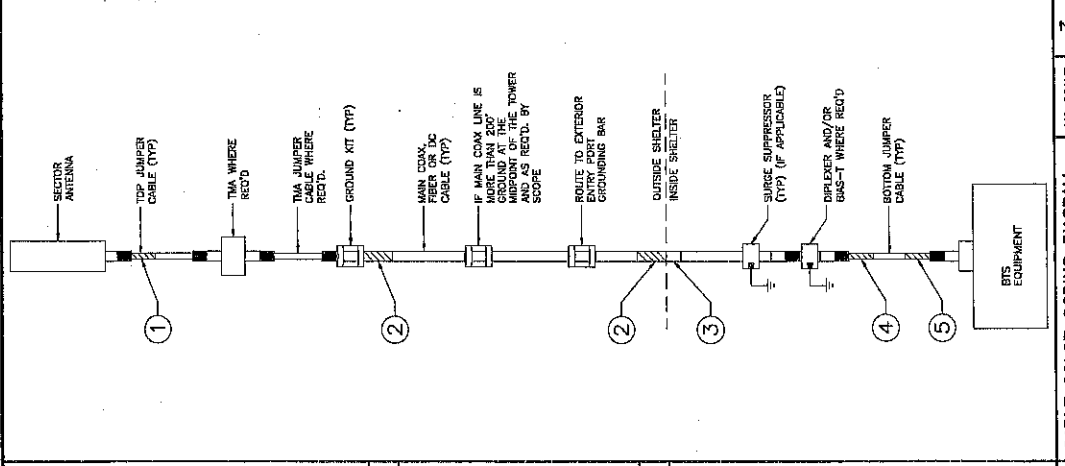 SECTOR
ANTENNA
TOP JUMPER
CABLE (TYP)
1
TMA WHERE
REQ'D
TMA JUMPER
CABLE WHERE
REQ'D.
GROUND KIT (TYP)
2
MAIN COAX,
FIBER OR DC
CABLE (TYP)
IF MAIN COAX LINE IS
MORE THAN 200'
GROUND AT THE
MIDPOINT OF THE TOWER
AND AS REQ'D. BY
SCOPE
ROUTE TO EXTERIOR
ENTRY PORT
GROUNDING BAR
2
OUTSIDE SHELTER
INSIDE SHELTER
3
SURGE SUPPRESSOR
(TYP) (IF APPLICABLE)
DIPLEXER AND/OR
BIAS-T WHERE REQ'D
4
BOTTOM JUMPER
CABLE (TYP)
5
BTS
EQUIPMENT